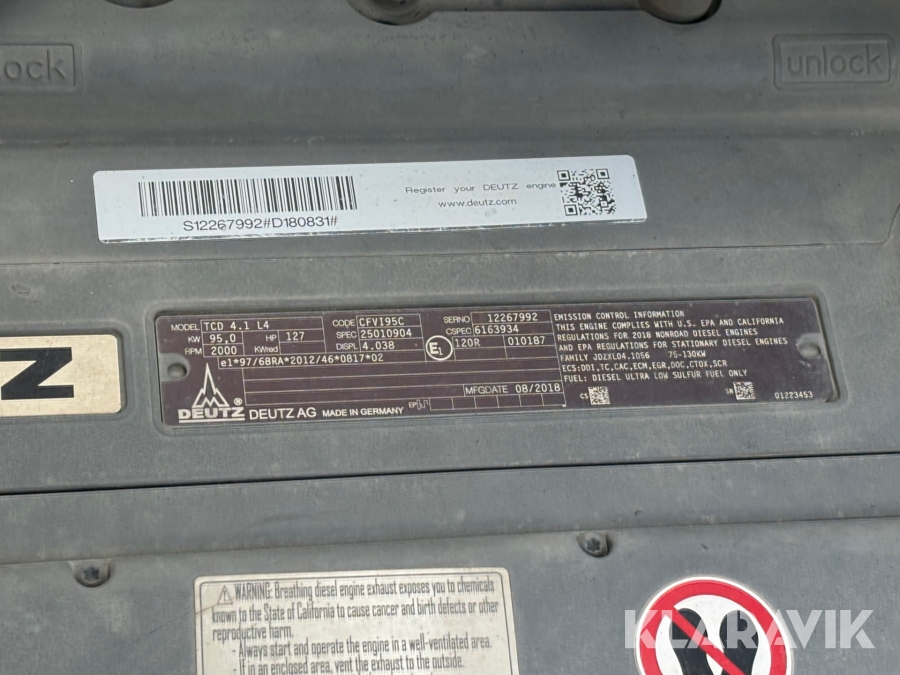 lock
unlock
S12267992#D180831#
Register your DEUTZ engine
www.deutz.com
Z
MODEL TCD 4.1 L4 CODE CFVI95C SERNO 12267992
KW 95,0 HP 127 SPEC 25010904 CSPEC 6163934
RPM 2000 KWred SSPL 4.03B E1 120R 010187
e1*97/68RA*2012/46*0817*02
MFGDATE 08/2018
DEUTZ® DEUTZ AG MADE IN GERMANY EP
EMISSION CONTROL INFORMATION
THIS ENGINE COMPLIES WITH U.S. EPA AND CALIFORNIA
REGULATIONS FOR 2018 NONROAD DIESEL ENGINES
AND EPA REGULATIONS FOR STATIONARY DIESEL ENGINES
FAMILY JDZXL04.1056 75-130KW
ECS:DDI,TC,CAC,ECM,EGR,DOC,CTOX,SCR
FUEL: DIESEL ULTRA LOW SULFUR FUEL ONLY
CS SN 01223453
WARNING: Breathing diesel engine exhaust exposes you to chemicals
known to the State of California to cause cancer and birth defects or other
reproductive harm.
- Always start and operate the engine in a well-ventilated area.
- If in an enclosed area, vent the exhaust to the outside.
KLARAVIK